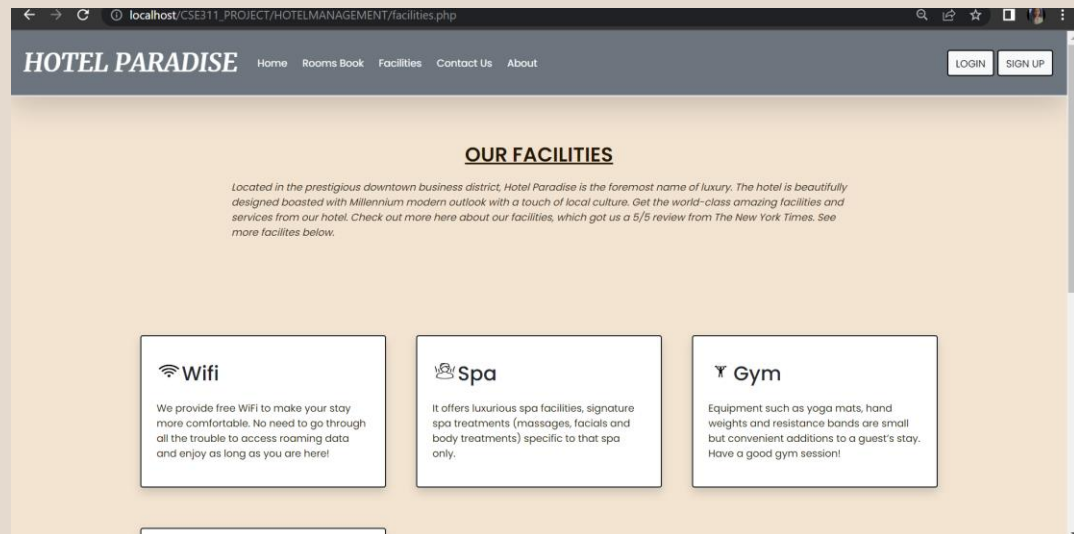 localhost/CSE311_PROJECT/HOTELMANAGEMENT/facilities.php
HOTEL PARADISE Home Rooms Book Facilities Contact Us About LOGIN SIGN UP
OUR FACILITIES
Located in the prestigious downtown business district, Hotel Paradise is the foremost name of luxury. The hotel is beautifully
designed boasted with Millennium modern outlook with a touch of local culture. Get the world-class amazing facilities and
services from our hotel. Check out more here about our facilities, which got us a 5/5 review from The New York Times. See
more facilites below.
Wifi
We provide free WiFi to make your stay
more comfortable. No need to go through
all the trouble to access roaming data
and enjoy as long as you are here!
Spa
It offers luxurious spa facilities, signature
spa treatments (massages, facials and
body treatments) specific to that spa
only.
Gym
Equipment such as yoga mats, hand
weights and resistance bands are small
but convenient additions to a guest's stay.
Have a good gym session!